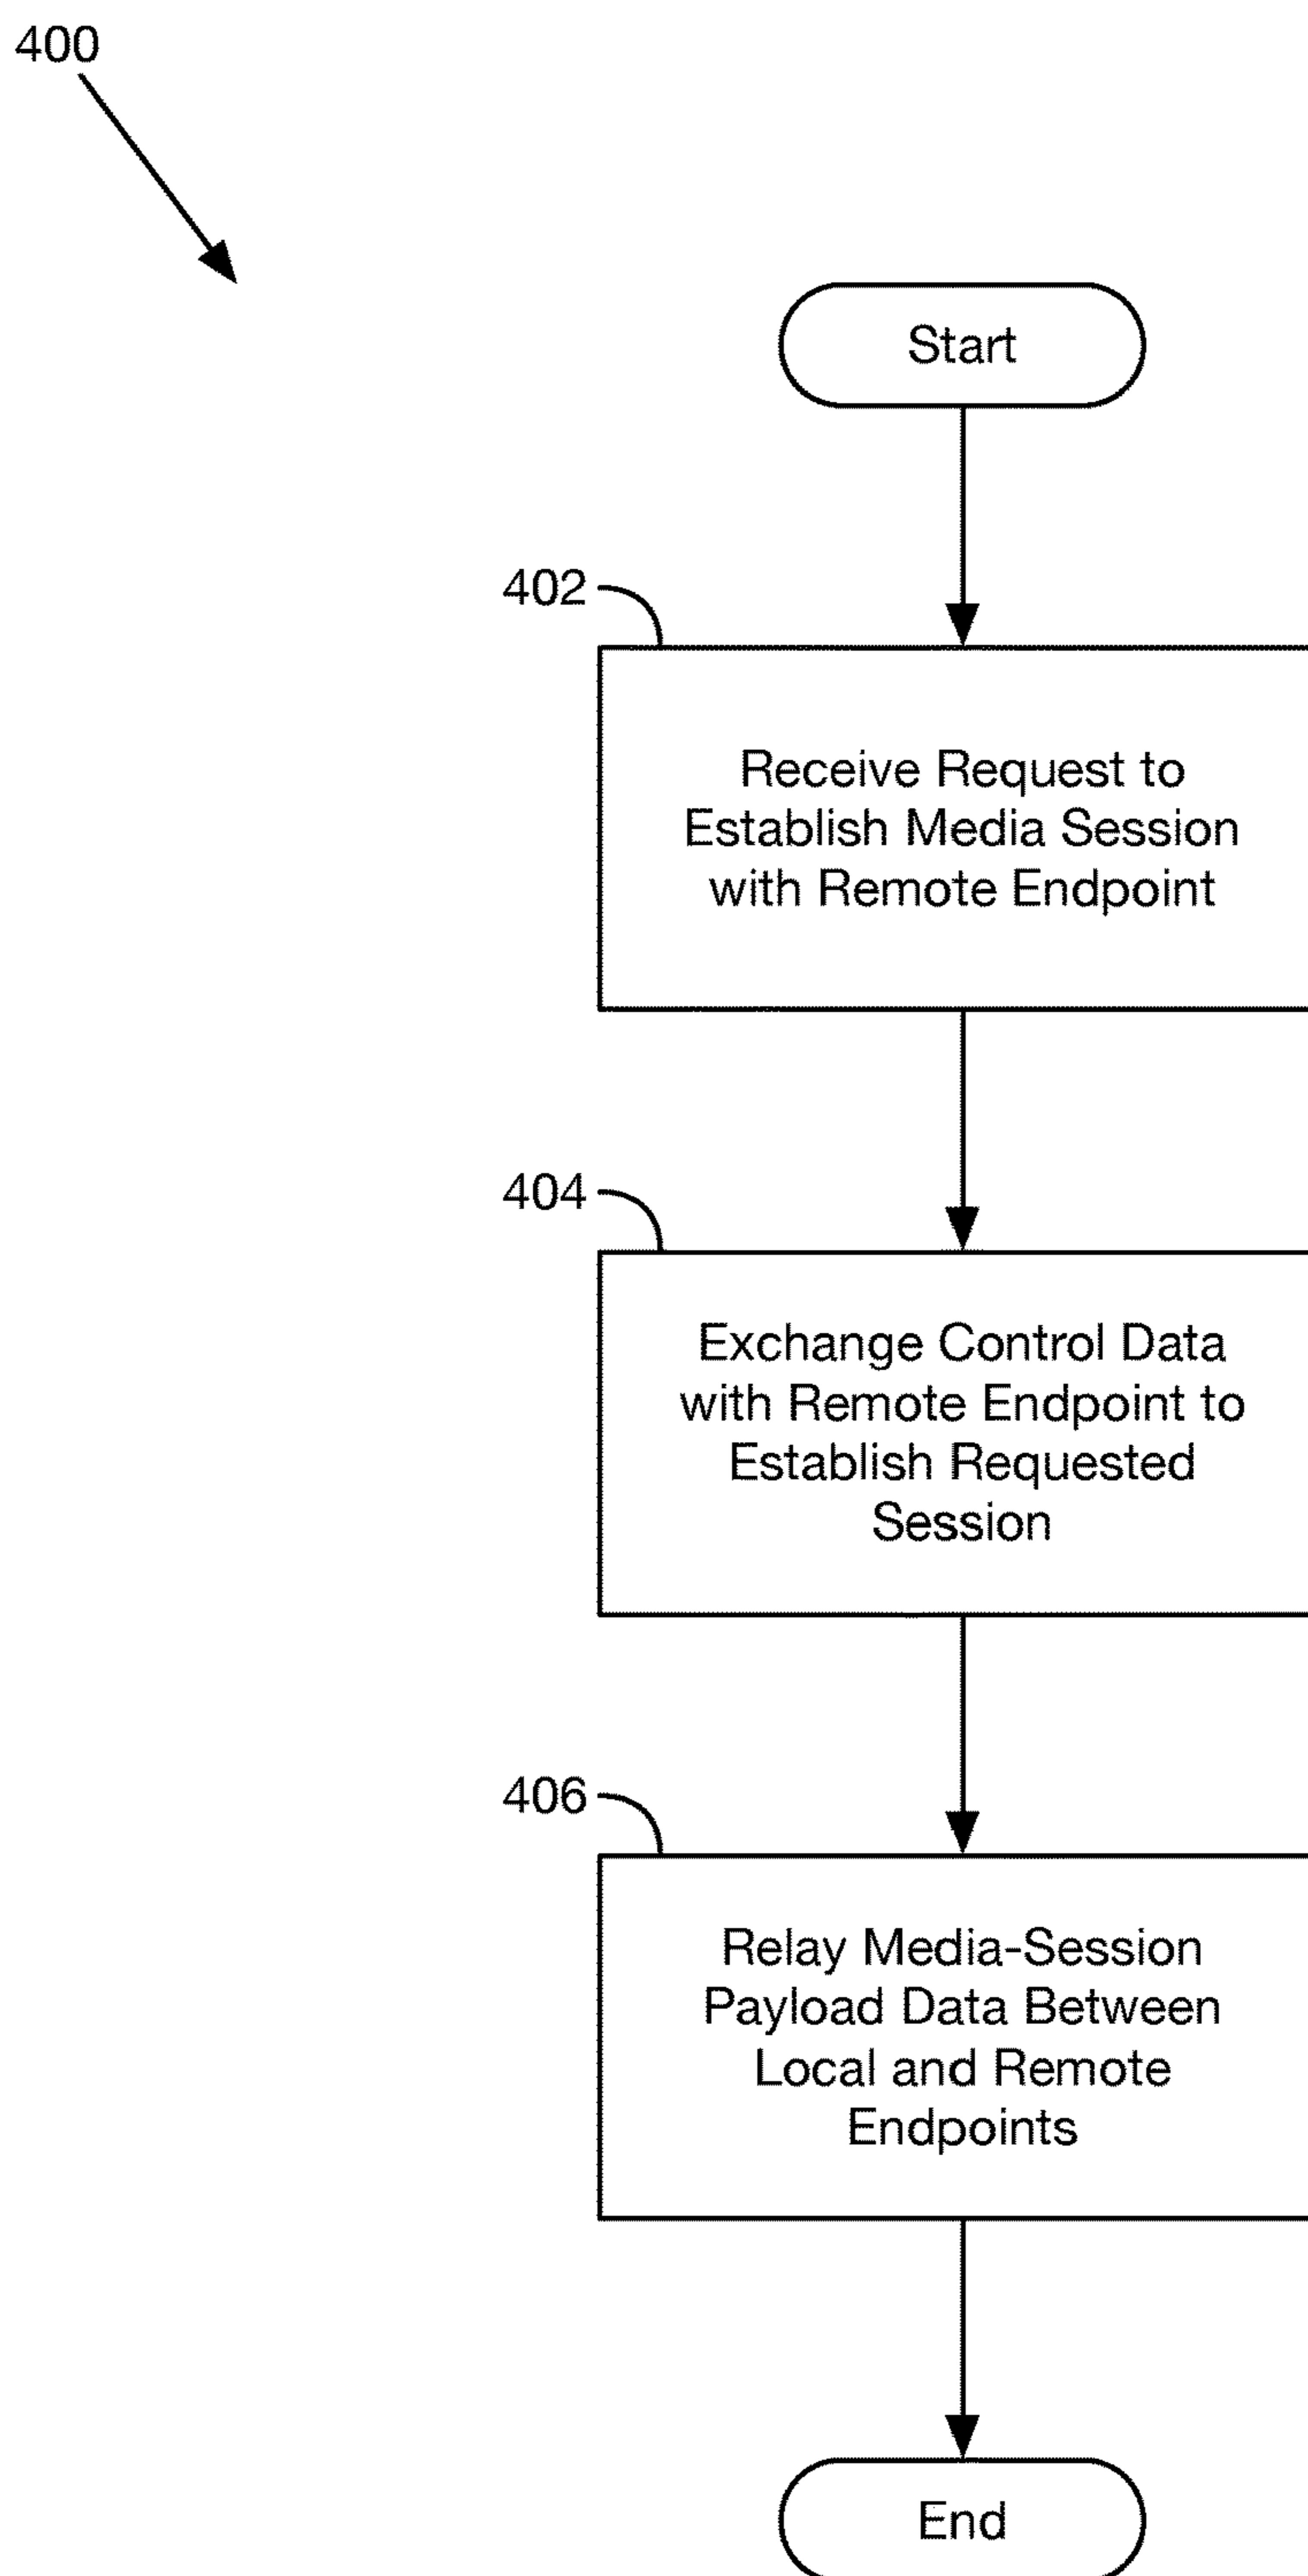 400
Start
402
Receive Request to
Establish Media Session
with Remote Endpoint
404
Exchange Control Data
with Remote Endpoint to
Establish Requested
Session
406
Relay Media-Session
Payload Data Between
Local and Remote
Endpoints
End